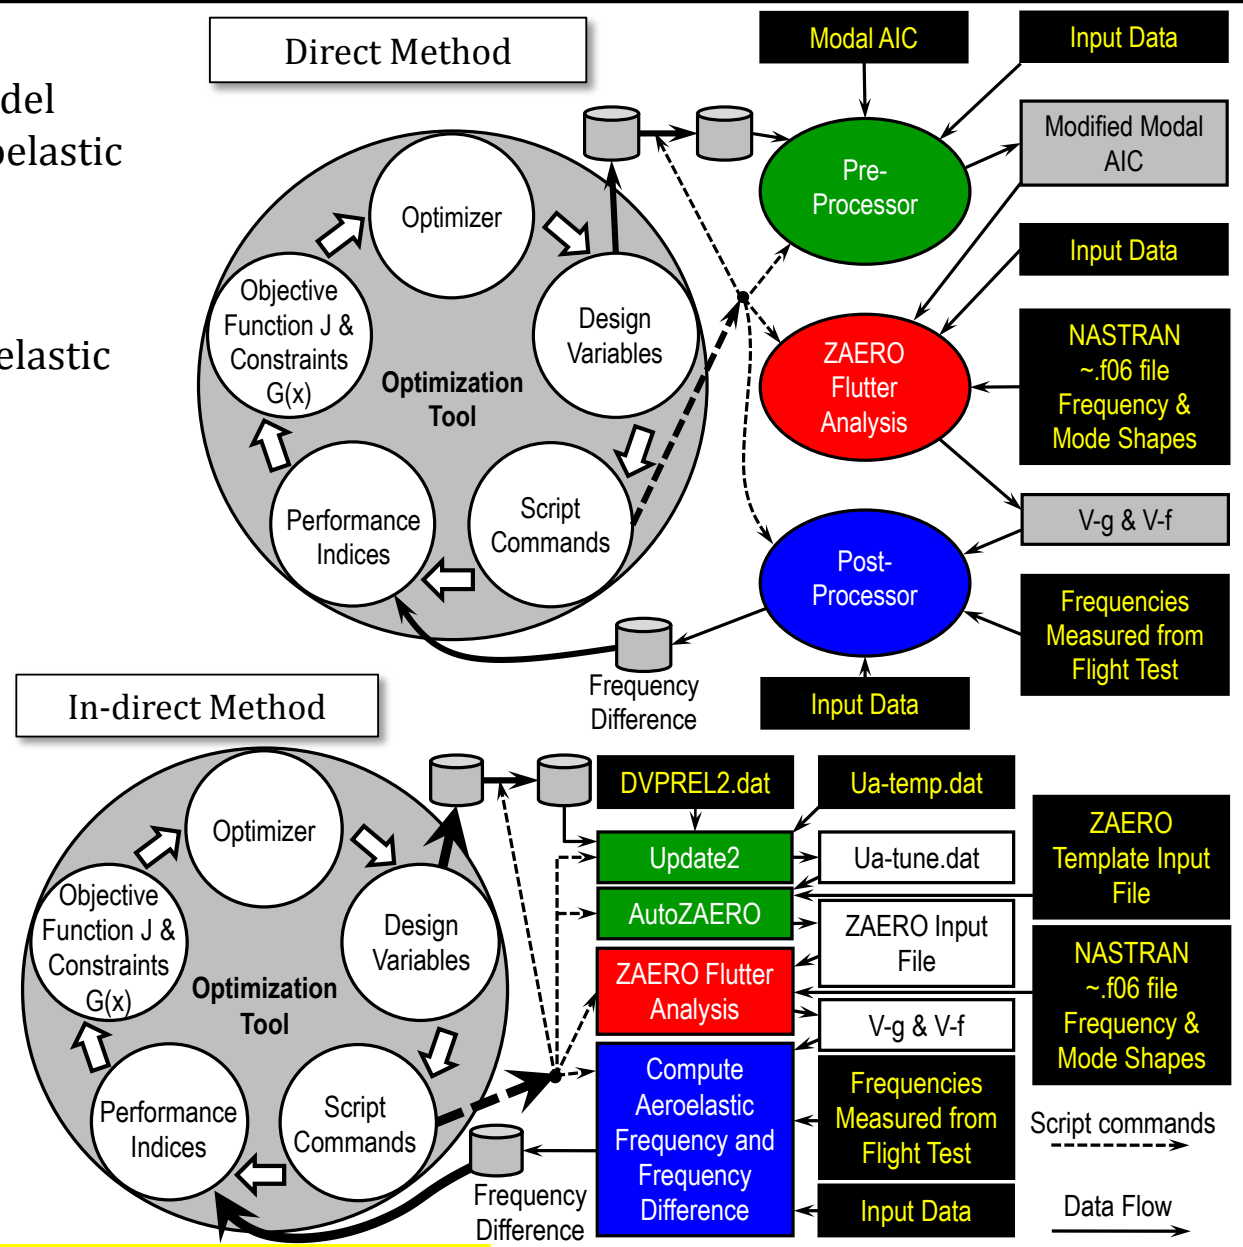 Direct Method
Modal AIC
Input Data
del
oelastic
elastic
Modified Modal
AIC
Pre-
Processor
Input Data
Optimizer
Objective
Function J &
Constraints
G(x)
Design
Variables
Optimization
Tool
ZAERO
Flutter
Analysis
NASTRAN
~.f06 file
Frequency &
Mode Shapes
Performance
Indices
Script
Commands
V-g & V-f
Post-
Processor
Frequencies
Measured from
Flight Test
Frequency
Difference
Input Data
In-direct Method
DVPREL2.dat
Ua-temp.dat
ZAERO
Template Input
File
Optimizer
Update2
Ua-tune.dat
Objective
Function J &
Constraints
G(x)
Design
Variables
AutoZAERO
ZAERO Input
File
Optimization
Tool
ZAERO Flutter
Analysis
NASTRAN
~.f06 file
Frequency &
Mode Shapes
V-g & V-f
Performance
Indices
Script
Commands
Compute
Aeroelastic
Frequency and
Frequency
Difference
Frequencies
Measured from
Flight Test
Script commands
Frequency
Difference
Input Data
Data Flow